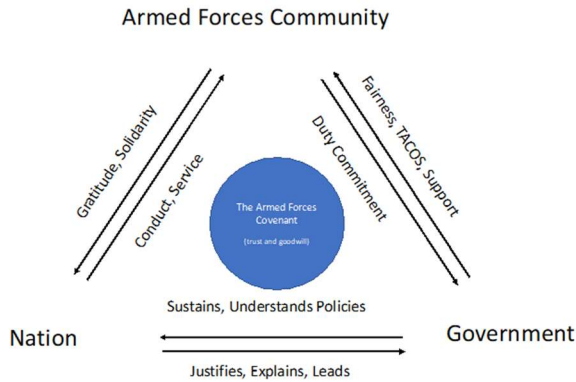 Armed Forces Community
Gratitude, Solidarity
Conduct, Service
Duty Commitment
Fairness, TACOS, Support
The Armed Forces
Covenant
(trust and goodwill)
Sustains, Understands Policies
Nation
Government
Justifies, Explains, Leads